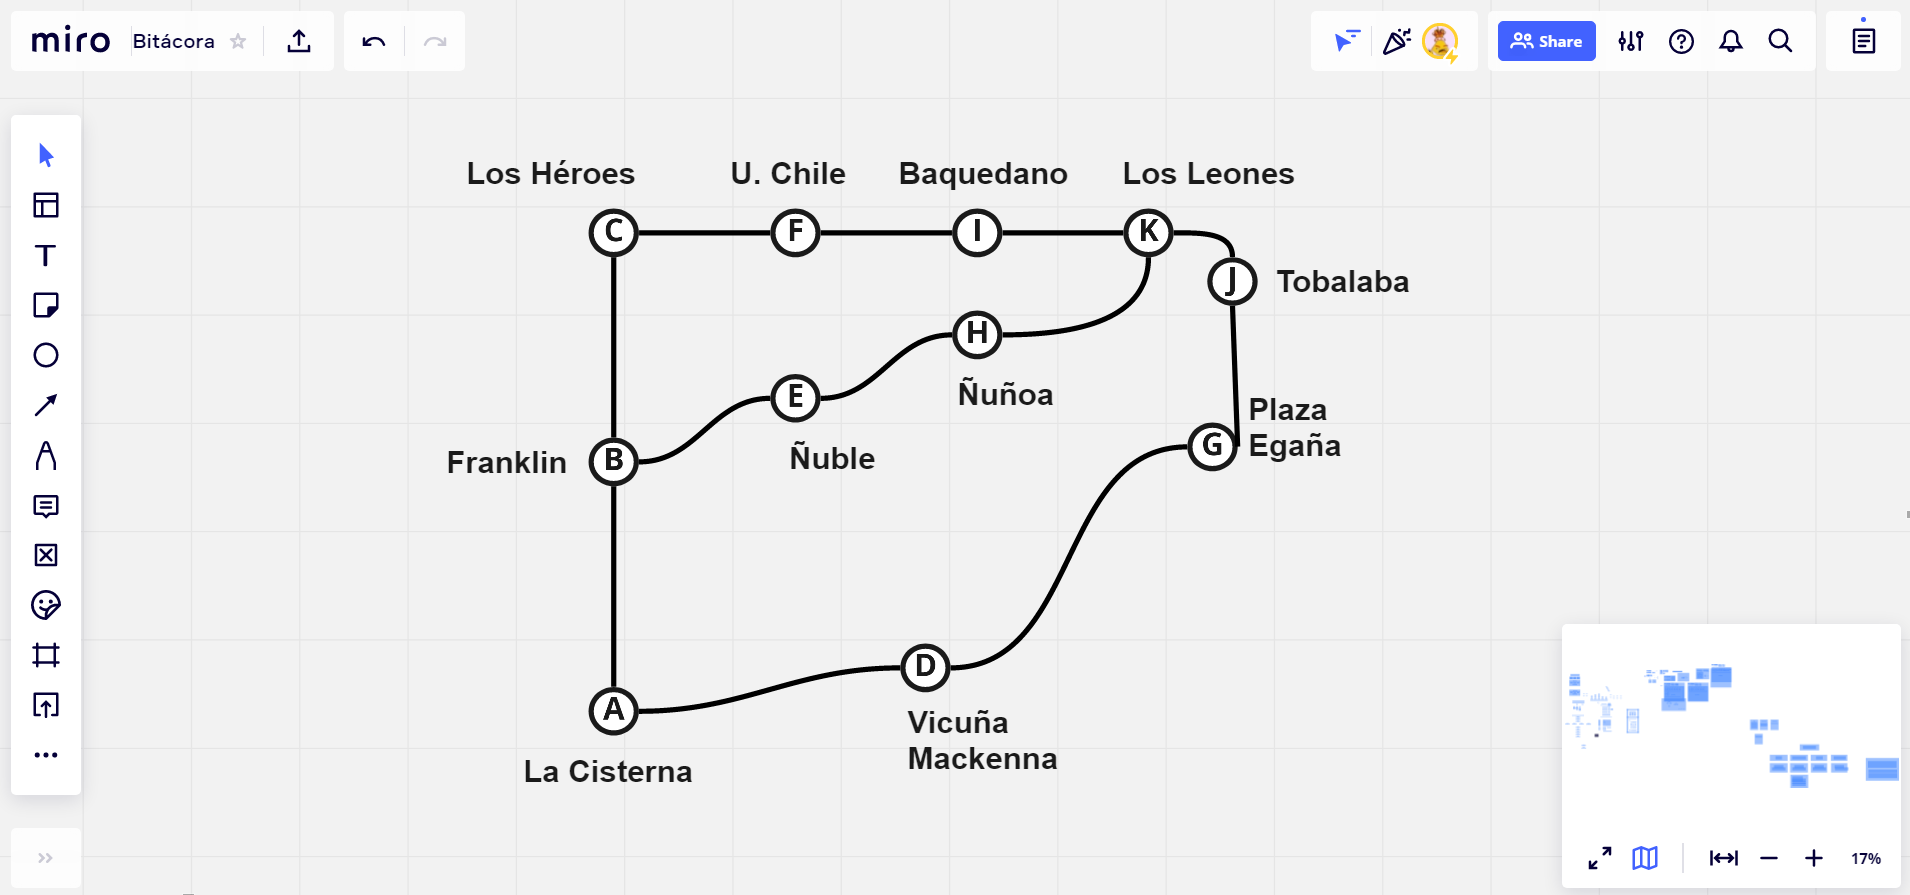 miro
Bitácora
Share
Los Héroes
U. Chile
Baquedano
Los Leones
C
F
I
K
J
Tobalaba
H
Ñuñoa
E
Ñuble
Plaza
Egaña
G
Franklin
B
D
Vicuña
Mackenna
A
La Cisterna
17%